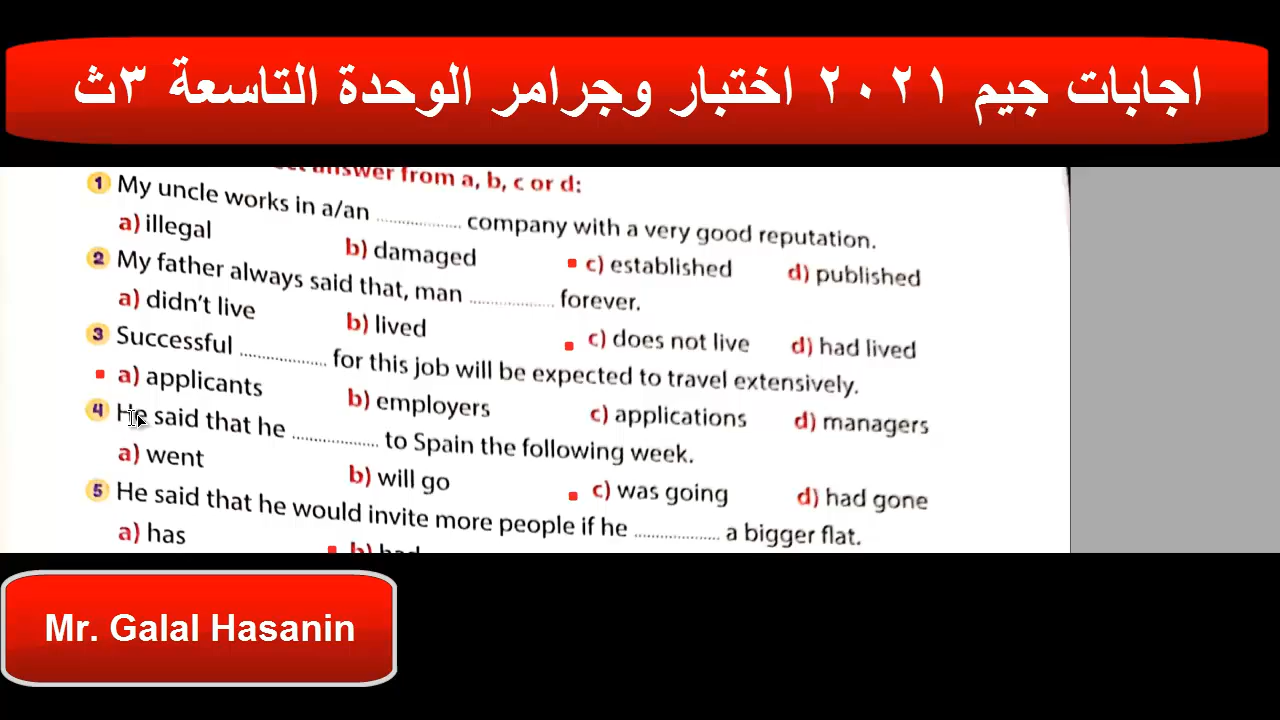 اجابات جيم ٢٠٢١ اختبار وجرامر الوحدة التاسعة ٣ث
answer from a, b, c or d:
1 My uncle works in a/an .................... company with a very good reputation.
a) illegal b) damaged c) established d) published
2 My father always said that, man .................... forever.
a) didn't live b) lived c) does not live d) had lived
3 Successful .................... for this job will be expected to travel extensively.
a) applicants b) employers c) applications d) managers
4 He said that he .................... to Spain the following week.
a) went b) will go c) was going d) had gone
5 He said that he would invite more people if he .................... a bigger flat.
a) has b) had
Mr. Galal Hasanin